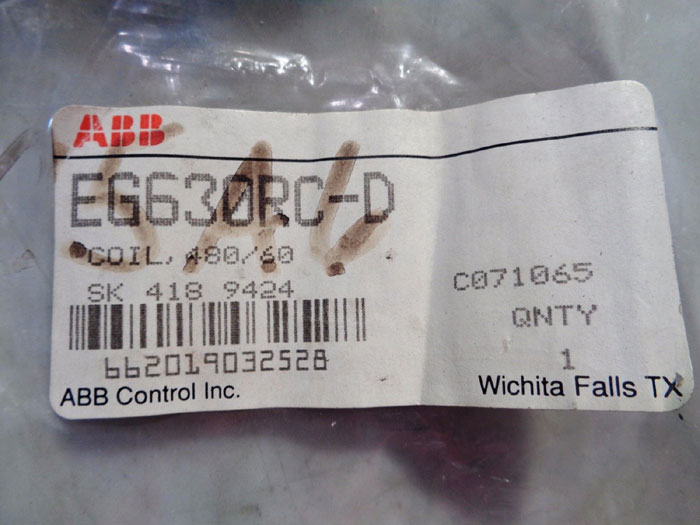 ABB
EG630RC-D
COIL, 480/60
SK 418 9424
C071065
QNTY
1
662019032528
ABB Control Inc.
Wichita Falls TX